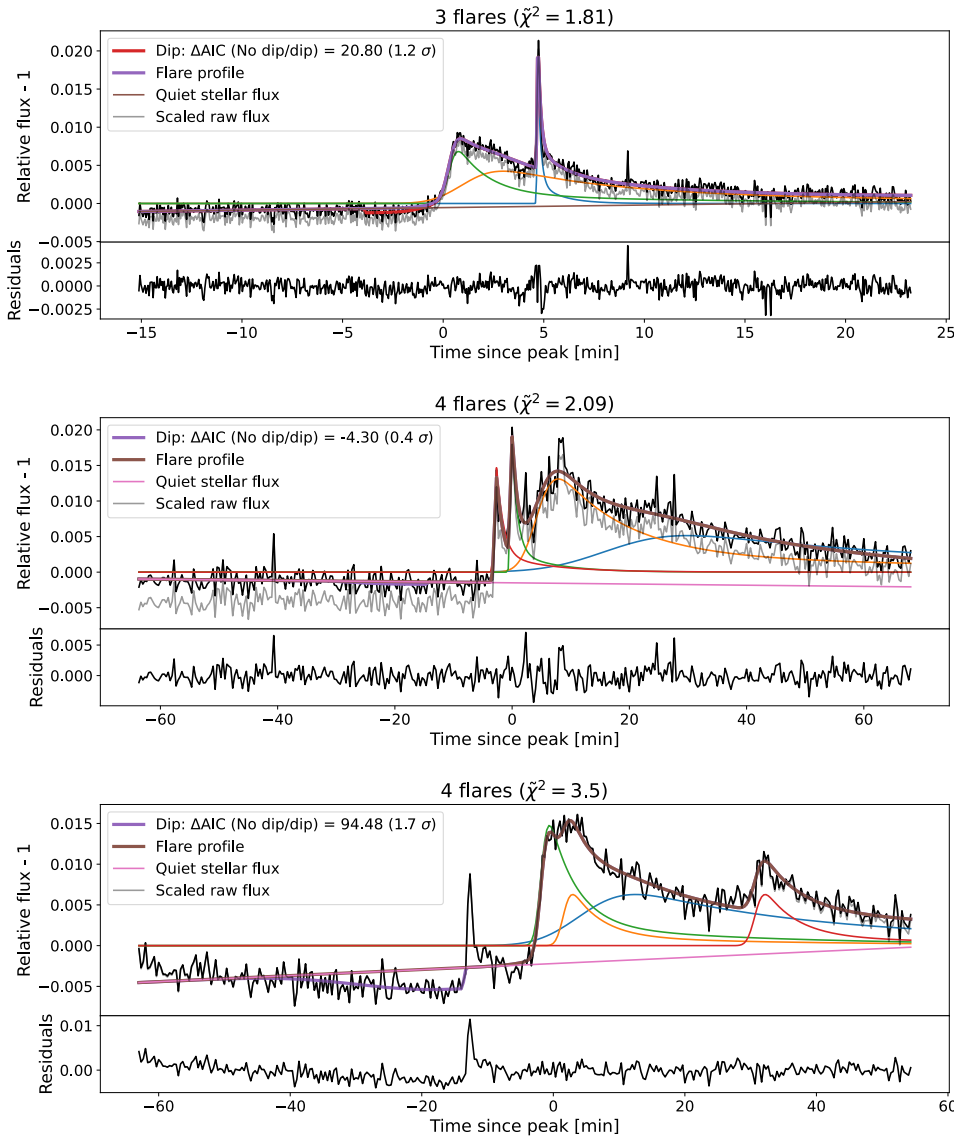 3 flares (χ̃² = 1.81)
Dip: ΔAIC (No dip/dip) = 20.80 (1.2 σ)
Flare profile
Quiet stellar flux
Scaled raw flux
Relative flux - 1
0.020
0.015
0.010
0.005
0.000
−0.005
Residuals
0.0025
0.0000
−0.0025
−15 −10 −5 0 5 10 15 20 25
Time since peak [min]
4 flares (χ̃² = 2.09)
Dip: ΔAIC (No dip/dip) = -4.30 (0.4 σ)
Flare profile
Quiet stellar flux
Scaled raw flux
Relative flux - 1
0.020
0.015
0.010
0.005
0.000
−0.005
Residuals
0.005
0.000
−60 −40 −20 0 20 40 60
Time since peak [min]
4 flares (χ̃² = 3.5)
Dip: ΔAIC (No dip/dip) = 94.48 (1.7 σ)
Flare profile
Quiet stellar flux
Scaled raw flux
Relative flux - 1
0.015
0.010
0.005
0.000
−0.005
Residuals
0.01
0.00
−60 −40 −20 0 20 40 60
Time since peak [min]